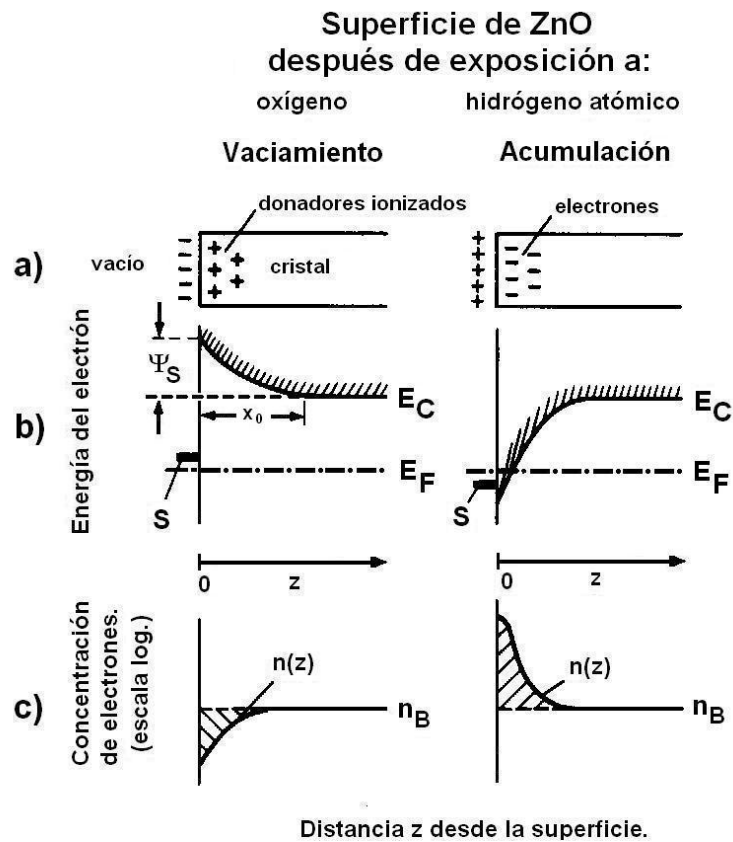 Superficie de ZnO
después de exposición a:
oxígeno
hidrógeno atómico
Vaciamiento
Acumulación
donadores ionizados
electrones
a)
vacío
cristal
Energía del electrón
b)
Ψ_S
x₀
E_C
E_F
S
E_C
E_F
S
0
z
0
z
Concentración
de electrones.
(escala log.)
c)
n(z)
n_B
n(z)
n_B
Distancia z desde la superficie.